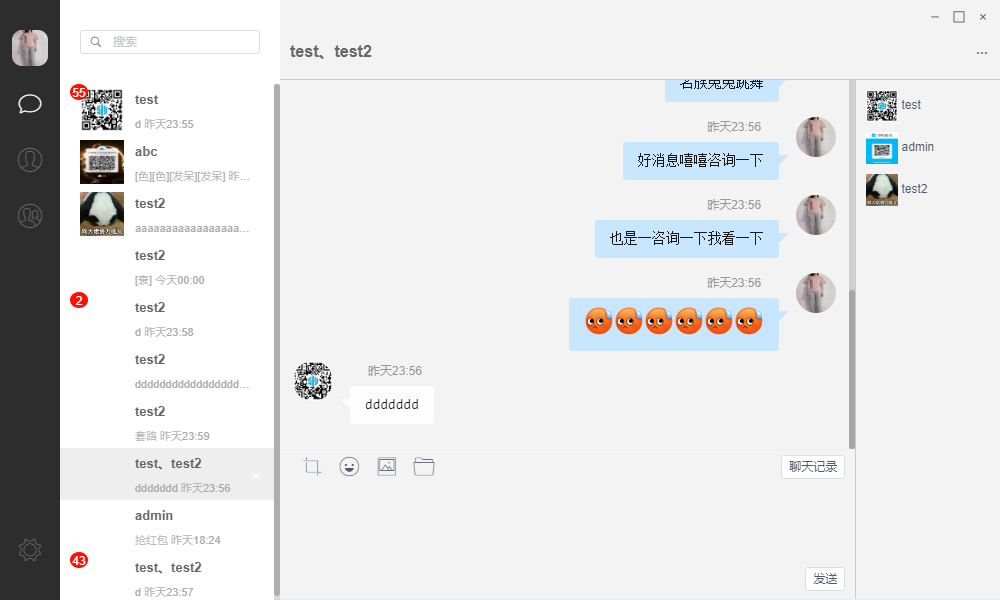 搜索
55
test
d 昨天23:55
abc
[色][色][发呆][发呆] 昨...
test2
aaaaaaaaaaaaaaaaaa...
test2
[衰] 今天00:00
2
test2
d 昨天23:58
test2
ddddddddddddddddd...
test2
套路 昨天23:59
test、test2
ddddddd 昨天23:56
admin
抢红包 昨天18:24
43
test、test2
d 昨天23:57
test、test2
名族兔兔跳舞
昨天23:56
好消息嘻嘻咨询一下
昨天23:56
也是一咨询一下我看一下
昨天23:56
昨天23:56
ddddddd
聊天记录
发送
test
admin
test2